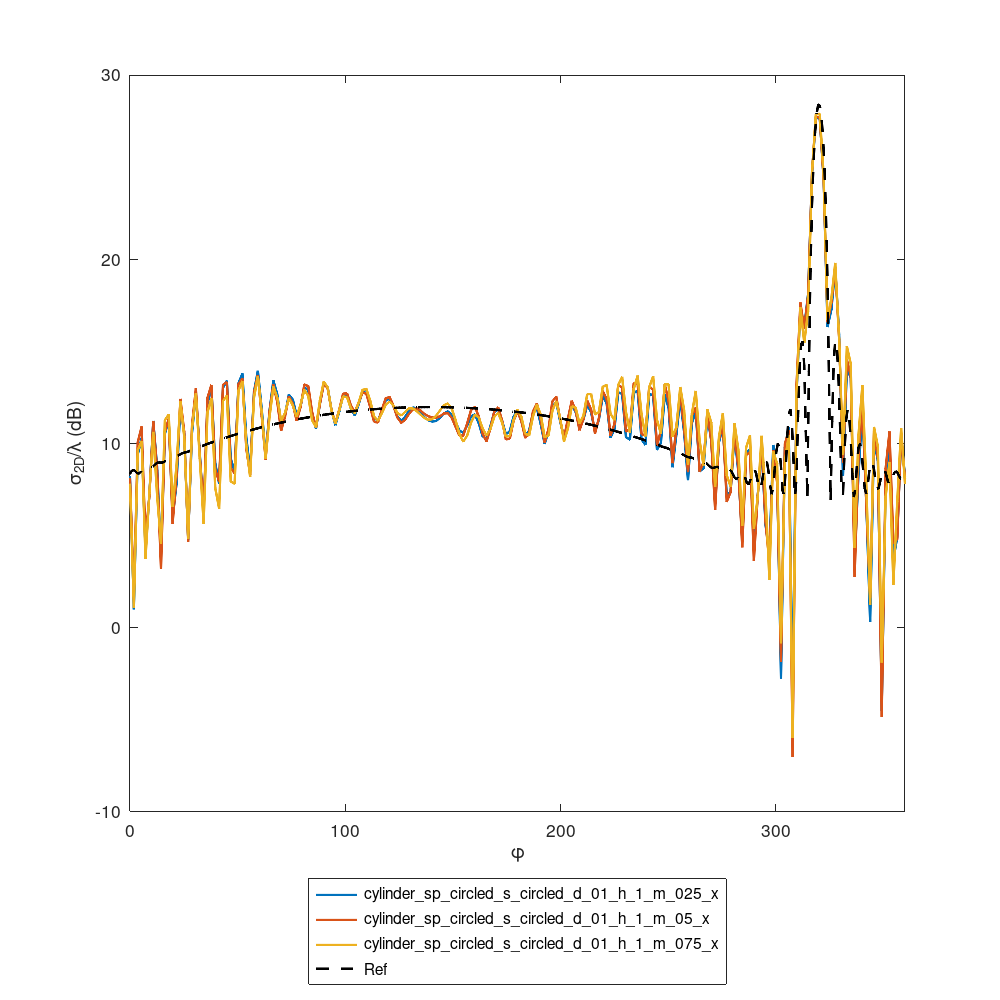 30
20
10
0
-10
σ2D/λ (dB)
0 100 200 300
φ
cylinder_sp_circled_s_circled_d_01_h_1_m_025_x
cylinder_sp_circled_s_circled_d_01_h_1_m_05_x
cylinder_sp_circled_s_circled_d_01_h_1_m_075_x
Ref